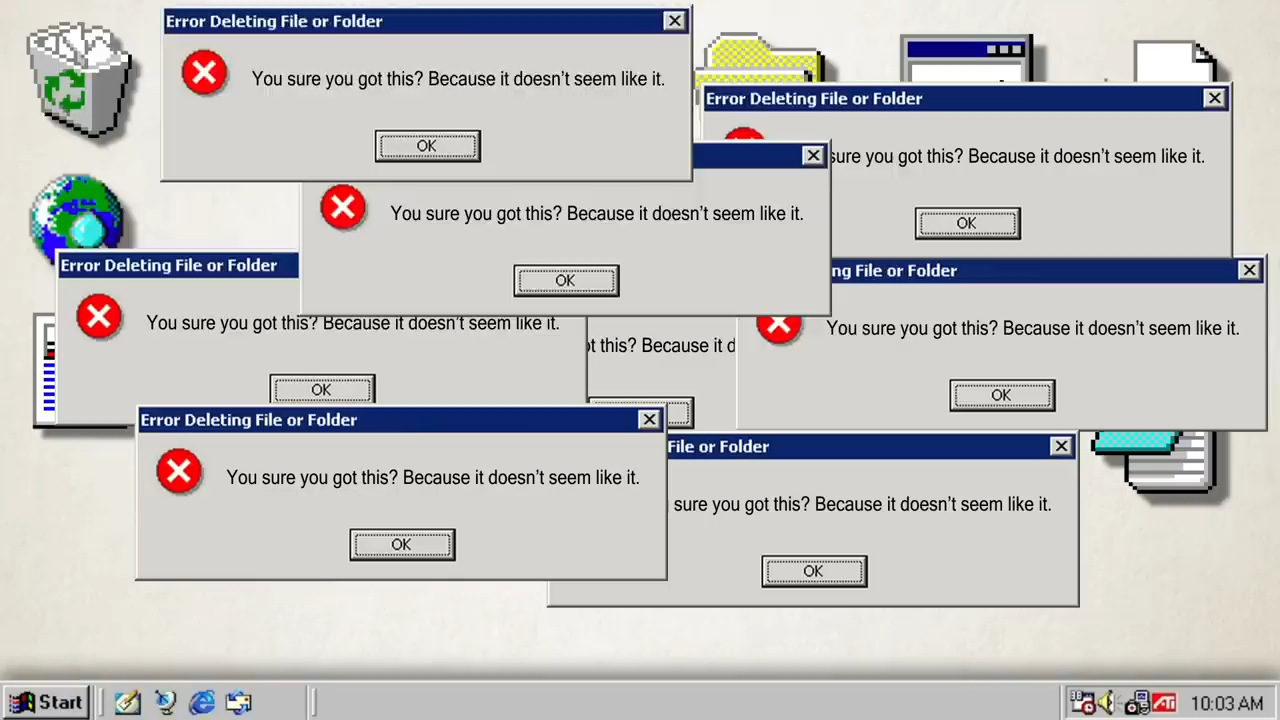 Error Deleting File or Folder
You sure you got this? Because it doesn't seem like it.
OK
Error Deleting File or Folder
sure you got this? Because it doesn't seem like it.
OK
You sure you got this? Because it doesn't seem like it.
OK
Error Deleting File or Folder
You sure you got this? Because it doesn't seem like it.
OK
File or Folder
You sure you got this? Because it doesn't seem like it.
OK
this? Because it d
Error Deleting File or Folder
You sure you got this? Because it doesn't seem like it.
OK
File or Folder
sure you got this? Because it doesn't seem like it.
OK
Start
10:03 AM